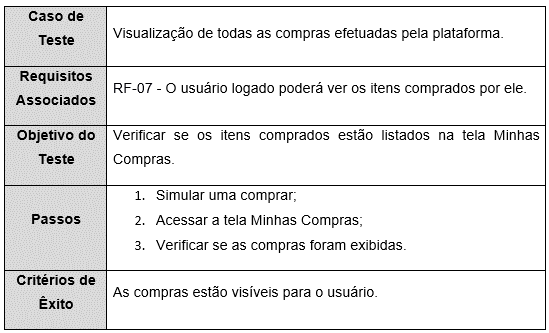 Caso de
Teste
Visualização de todas as compras efetuadas pela plataforma.
Requisitos
Associados
RF-07 - O usuário logado poderá ver os itens comprados por ele.
Objetivo do
Teste
Verificar se os itens comprados estão listados na tela Minhas
Compras.
Passos
1. Simular uma comprar;
2. Acessar a tela Minhas Compras;
3. Verificar se as compras foram exibidas.
Critérios de
Êxito
As compras estão visíveis para o usuário.